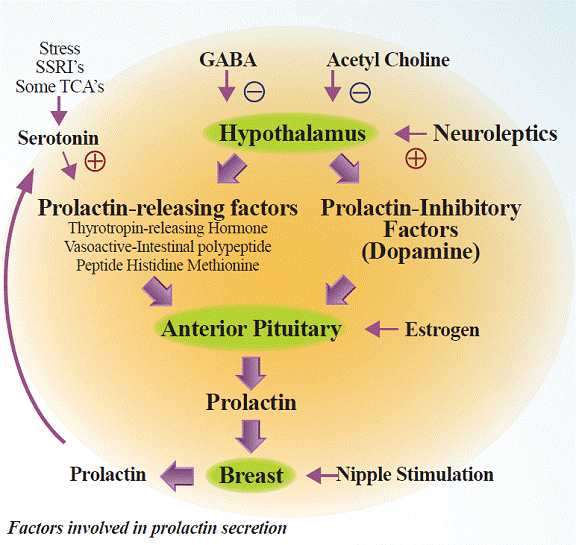 Stress
SSRI's
Some TCA's
GABA
Acetyl Choline
⊖
⊖
Serotonin
⊕
Hypothalamus
Neuroleptics
⊕
Prolactin-releasing factors
Thyrotropin-releasing Hormone
Vasoactive-Intestinal polypeptide
Peptide Histidine Methionine
Prolactin-Inhibitory
Factors
(Dopamine)
Anterior Pituitary
Estrogen
Prolactin
Prolactin
Breast
Nipple Stimulation
Factors involved in prolactin secretion